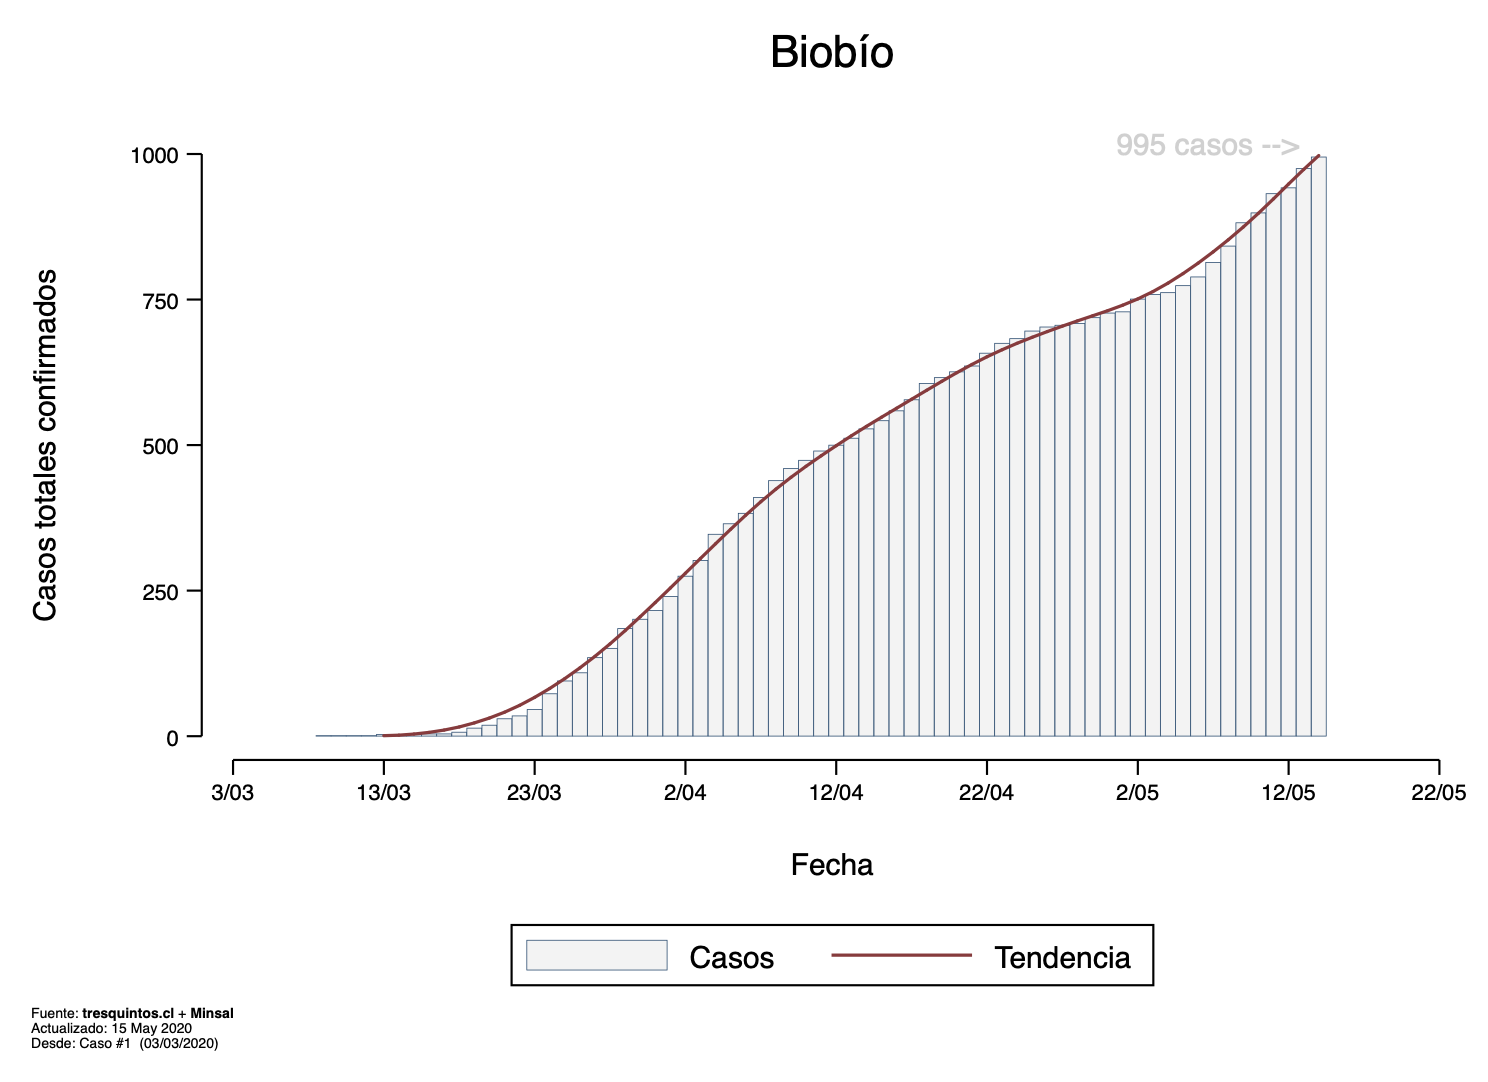 Biobío
995 casos -->
Casos totales confirmados
1000
750
500
250
0
3/03 13/03 23/03 2/04 12/04 22/04 2/05 12/05 22/05
Fecha
Casos Tendencia
Fuente: tresquintos.cl + Minsal
Actualizado: 15 May 2020
Desde: Caso #1 (03/03/2020)